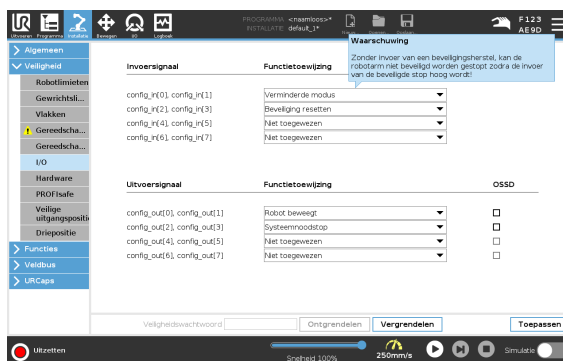 UR
PROGRAMMA <naamloos>*
INSTALLATIE default_1*
F123
AE9D
Uitvoeren Programma Installatie Bewegen I/O Logboek
Waarschuwing
Zonder invoer van een beveiligingsherstel, kan de
robotarm niet beveiligd worden gestopt zodra de invoer
van de beveiligde stop hoog wordt!
Algemeen
Veiligheid
Robotlimieten
Gewrichtsli...
Vlakken
Gereedscha...
Gereedscha...
I/O
Hardware
PROFIsafe
Veilige
uitgangspositi
Driepositie
Functies
Veldbus
URCaps
Invoersignaal Functietoewijzing
config_in[0], config_in[1] Verminderde modus
config_in[2], config_in[3] Beveiliging resetten
config_in[4], config_in[5] Niet toegewezen
config_in[6], config_in[7] Niet toegewezen
Uitvoersignaal Functietoewijzing OSSD
config_out[0], config_out[1] Robot beweegt
config_out[2], config_out[3] Systeemnoodstop
config_out[4], config_out[5] Niet toegewezen
config_out[6], config_out[7] Niet toegewezen
Veiligheidswachtwoord Ontgrendelen Vergrendelen Toepassen
Uitzetten
Snelheid 100%
250mm/s
Simulatie